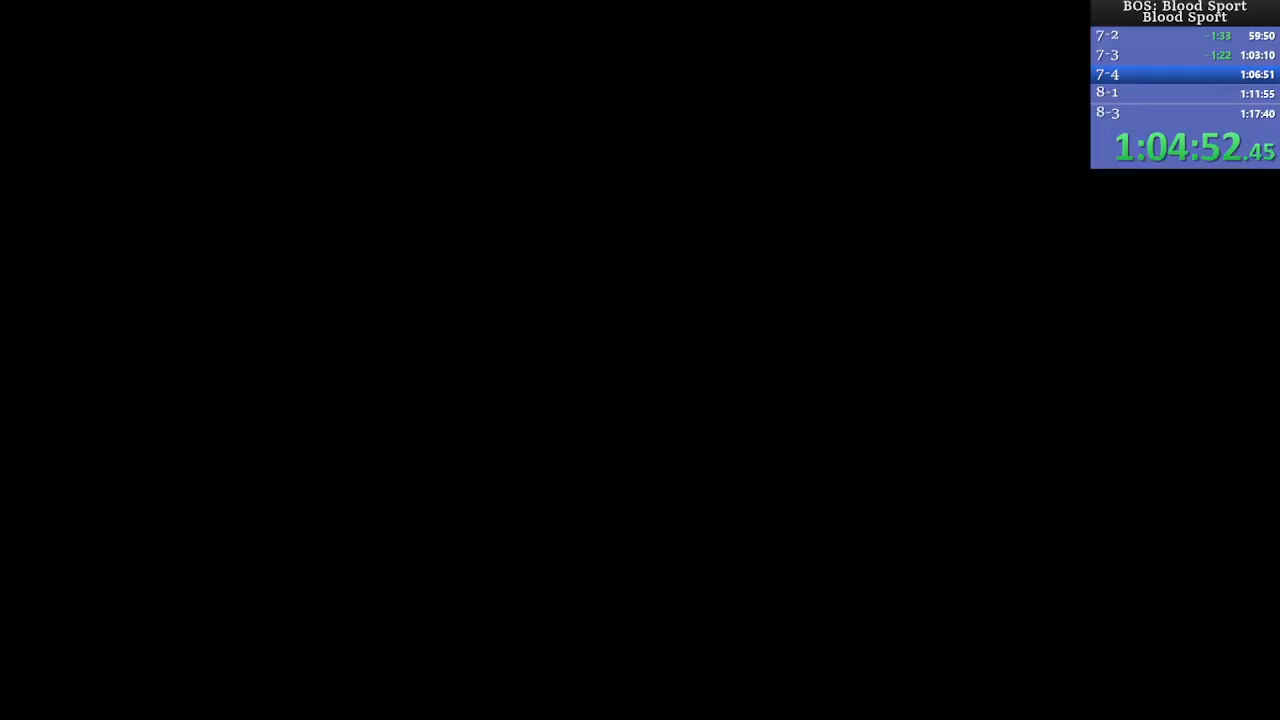 BOS: Blood Sport
Blood Sport
7-2 -1:33 59:50
7-3 -1:22 1:03:10
7-4 1:06:51
8-1 1:11:55
8-3 1:17:40
1:04:52.45